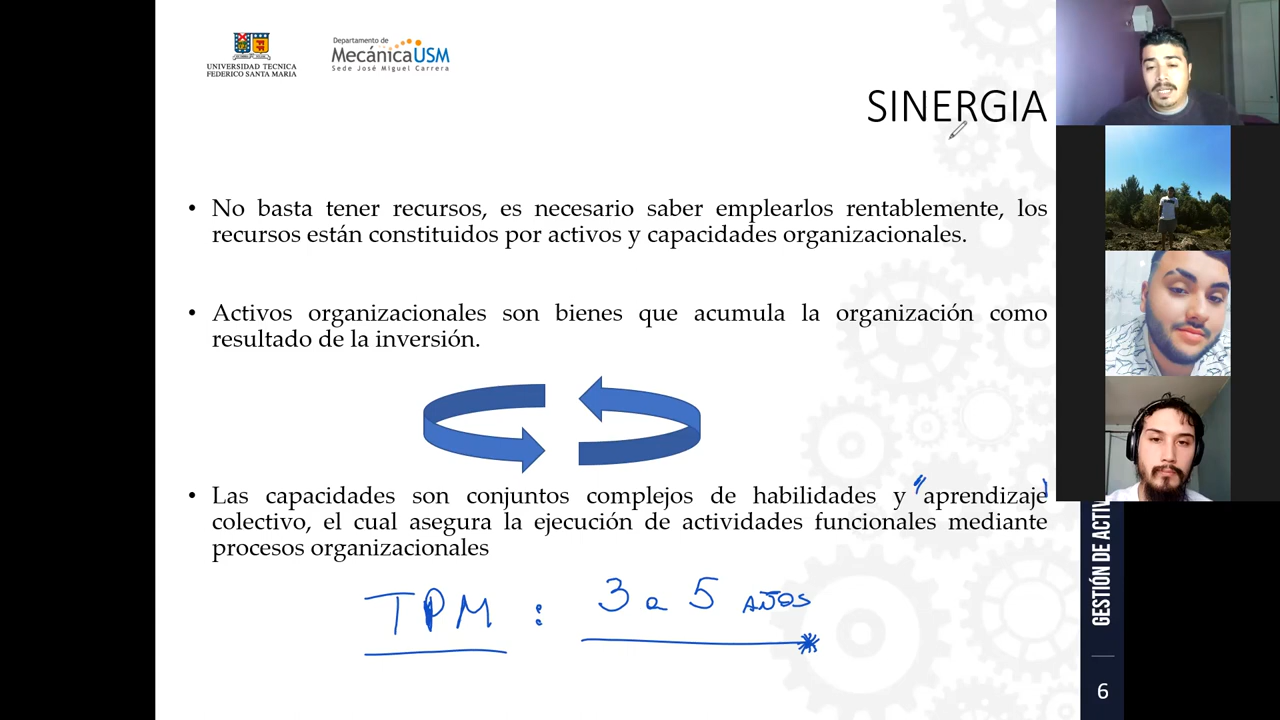 UNIVERSIDAD TECNICA
FEDERICO SANTA MARIA
Departamento de
MecánicaUSM
Sede José Miguel Carrera
SINERGIA
• No basta tener recursos, es necesario saber emplearlos rentablemente, los
recursos están constituidos por activos y capacidades organizacionales.
• Activos organizacionales son bienes que acumula la organización como
resultado de la inversión.
• Las capacidades son conjuntos complejos de habilidades y "aprendizaje
colectivo, el cual asegura la ejecución de actividades funcionales mediante
procesos organizacionales
TPM : 3 a 5 AÑOS
GESTIÓN DE ACTIV
6